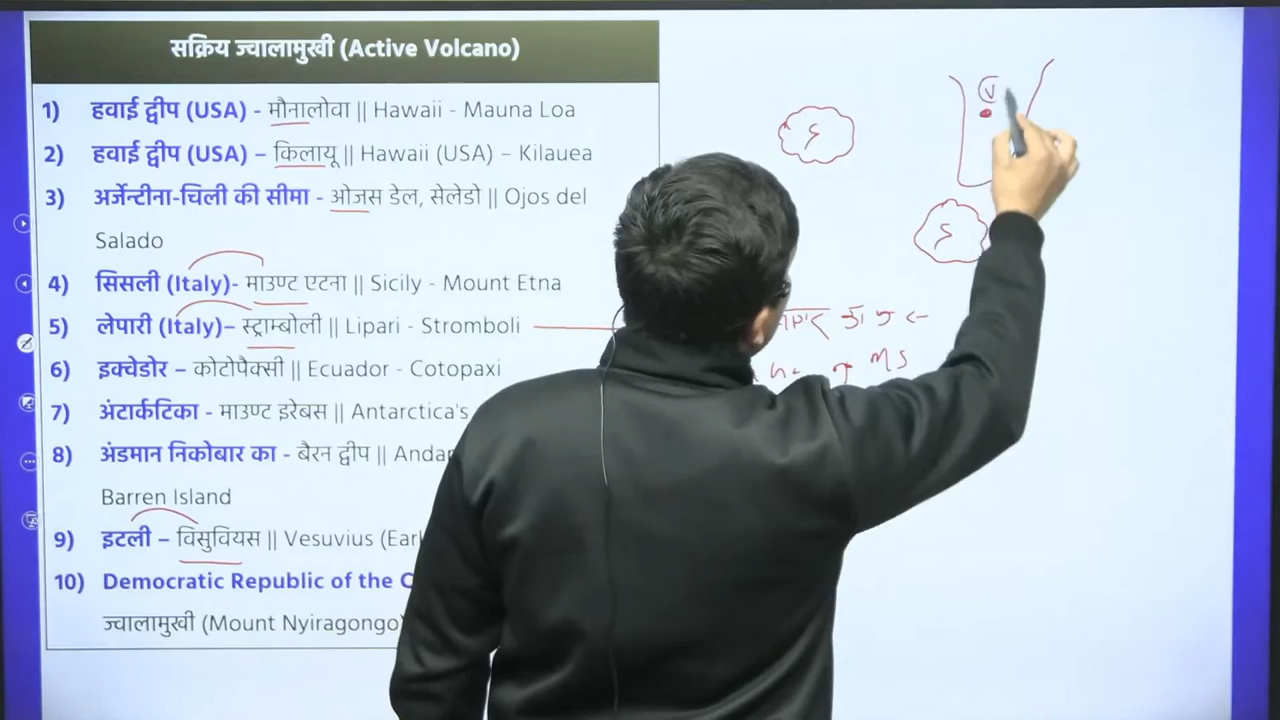 सक्रिय ज्वालामुखी (Active Volcano)
1) हवाई द्वीप (USA) - मौनालोवा || Hawaii - Mauna Loa
2) हवाई द्वीप (USA) – किलायू || Hawaii (USA) – Kilauea
3) अर्जेन्टीना-चिली की सीमा - ओजस डेल, सेलेडो || Ojos del
Salado
4) सिसली (Italy)- माउण्ट एटना || Sicily - Mount Etna
5) लेपारी (Italy)– स्ट्राम्बोली || Lipari - Stromboli
6) इक्वेडोर – कोटोपैक्सी || Ecuador - Cotopaxi
7) अंटार्कटिका - माउण्ट इरेबस || Antarctica's
8) अंडमान निकोबार का - बैरन द्वीप ||
Barren Island
9) इटली – विसुवियस || Vesuvius
10) Democratic Republic of the
ज्वालामुखी (Mount Nyiragongo)
V
MS